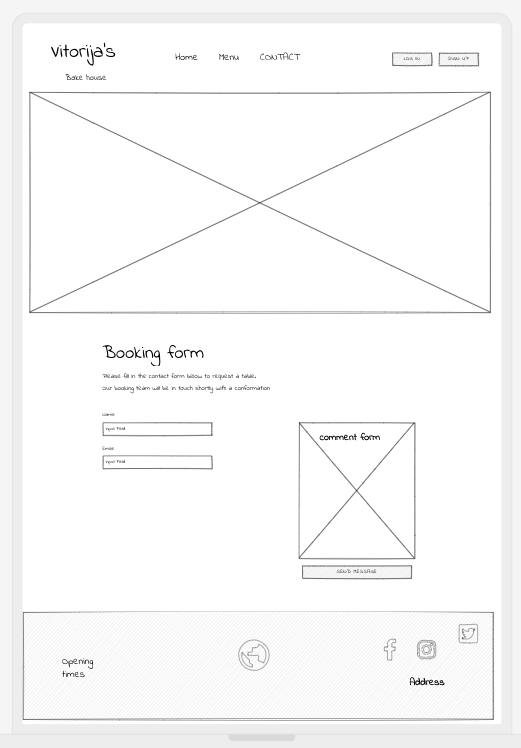 Vitorija's
Bake house
Home Menu CONTACT
LOG IN
SIGN UP
Booking form
Please fill in the contact form below to request a table.
our booking team will be in touch shortly with a conformation
Name
Input field
Email
Input field
comment form
SEND MESSAGE
Opening
times
Address